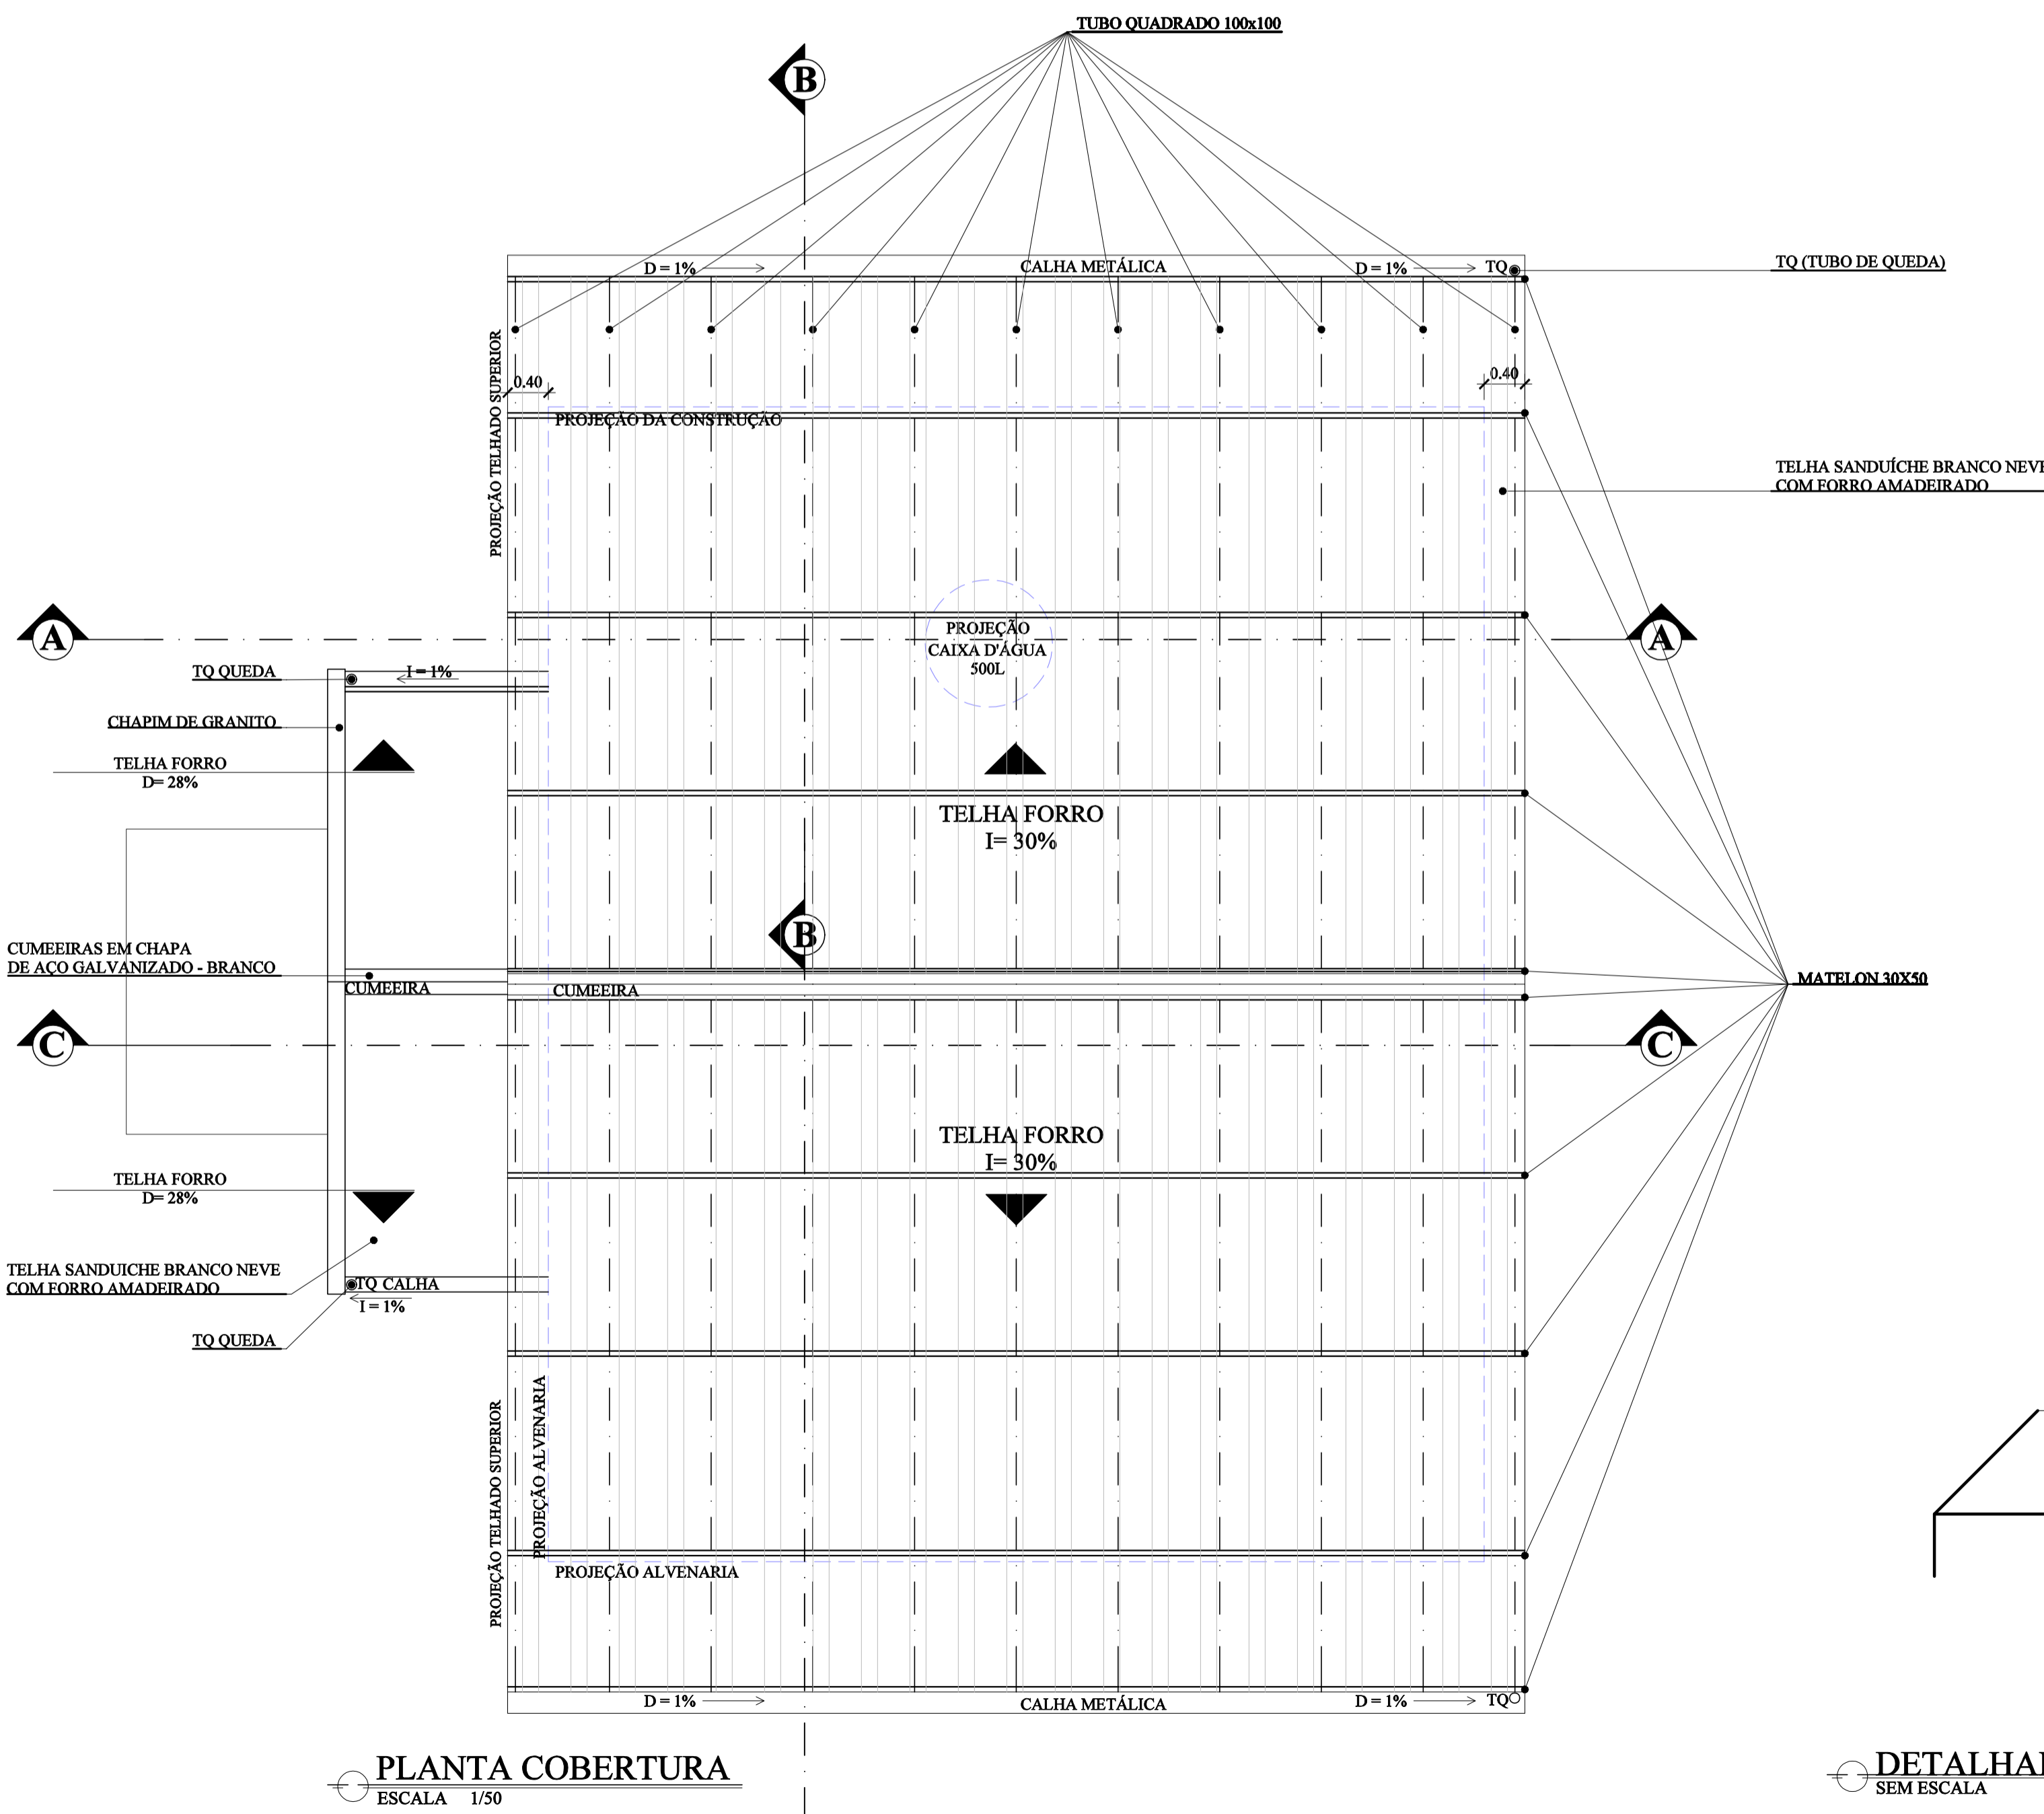 TUBO QUADRADO 100x100
B
D = 1%
CALHA METÁLICA
D = 1%
TQ
TQ (TUBO DE QUEDA)
PROJEÇÃO TELHADO SUPERIOR
0.40
0.40
PROJEÇÃO DA CONSTRUÇÃO
TELHA SANDUÍCHE BRANCO NEVE
COM FORRO AMADEIRADO
A
A
PROJEÇÃO
CAIXA D'ÁGUA
500L
TQ QUEDA
I = 1%
CHAPIM DE GRANITO
TELHA FORRO
D= 28%
TELHA FORRO
I= 30%
B
CUMEEIRAS EM CHAPA
DE AÇO GALVANIZADO - BRANCO
CUMEEIRA
CUMEEIRA
MATELON 30X50
C
C
TELHA FORRO
I= 30%
TELHA FORRO
D= 28%
TELHA SANDUICHE BRANCO NEVE
COM FORRO AMADEIRADO
TQ CALHA
I = 1%
TQ QUEDA
PROJEÇÃO TELHADO SUPERIOR
PROJEÇÃO ALVENARIA
PROJEÇÃO ALVENARIA
D = 1%
CALHA METÁLICA
D = 1%
TQ
PLANTA COBERTURA
ESCALA 1/50
SEM ESCALA